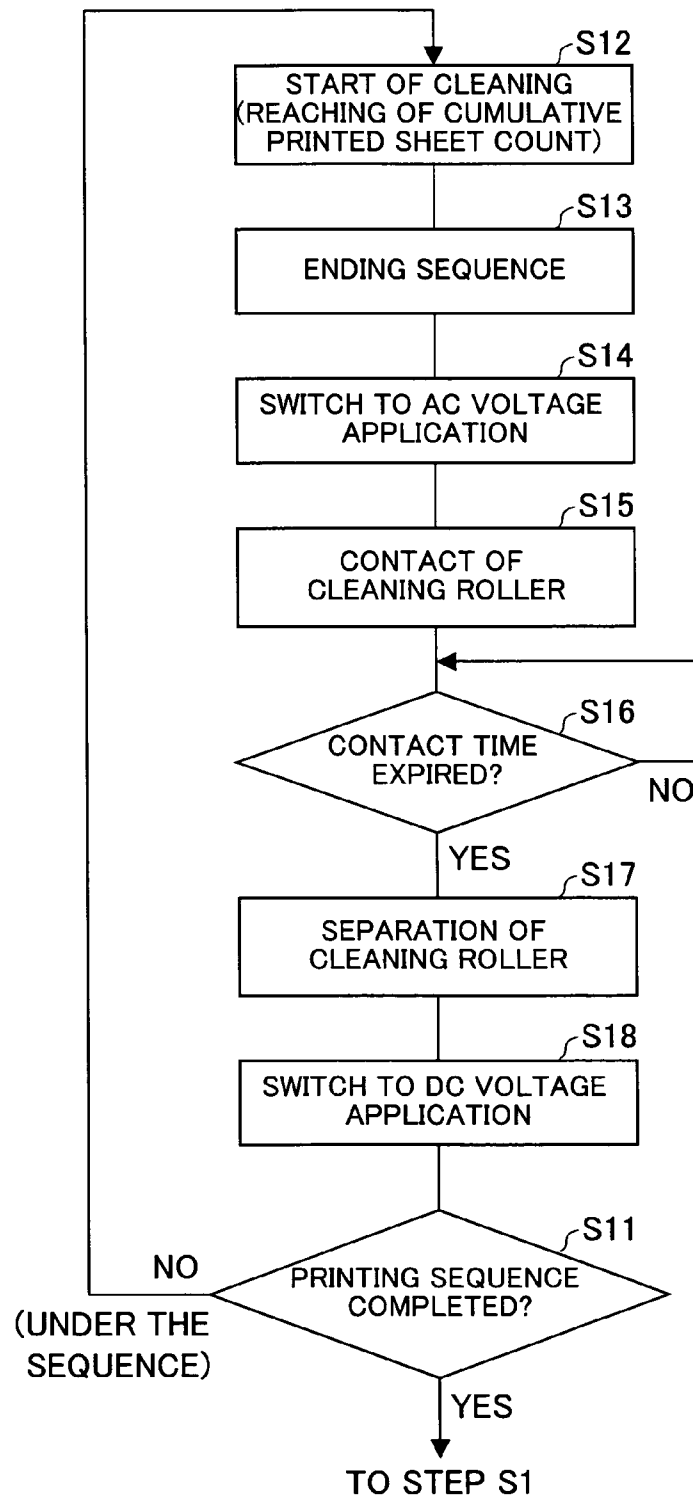 S12
START OF CLEANING
(REACHING OF CUMULATIVE
PRINTED SHEET COUNT)
S13
ENDING SEQUENCE
S14
SWITCH TO AC VOLTAGE
APPLICATION
S15
CONTACT OF
CLEANING ROLLER
S16
CONTACT TIME
EXPIRED?
NO
YES
S17
SEPARATION OF
CLEANING ROLLER
S18
SWITCH TO DC VOLTAGE
APPLICATION
S11
PRINTING SEQUENCE
COMPLETED?
NO
(UNDER THE
SEQUENCE)
YES
TO STEP S1